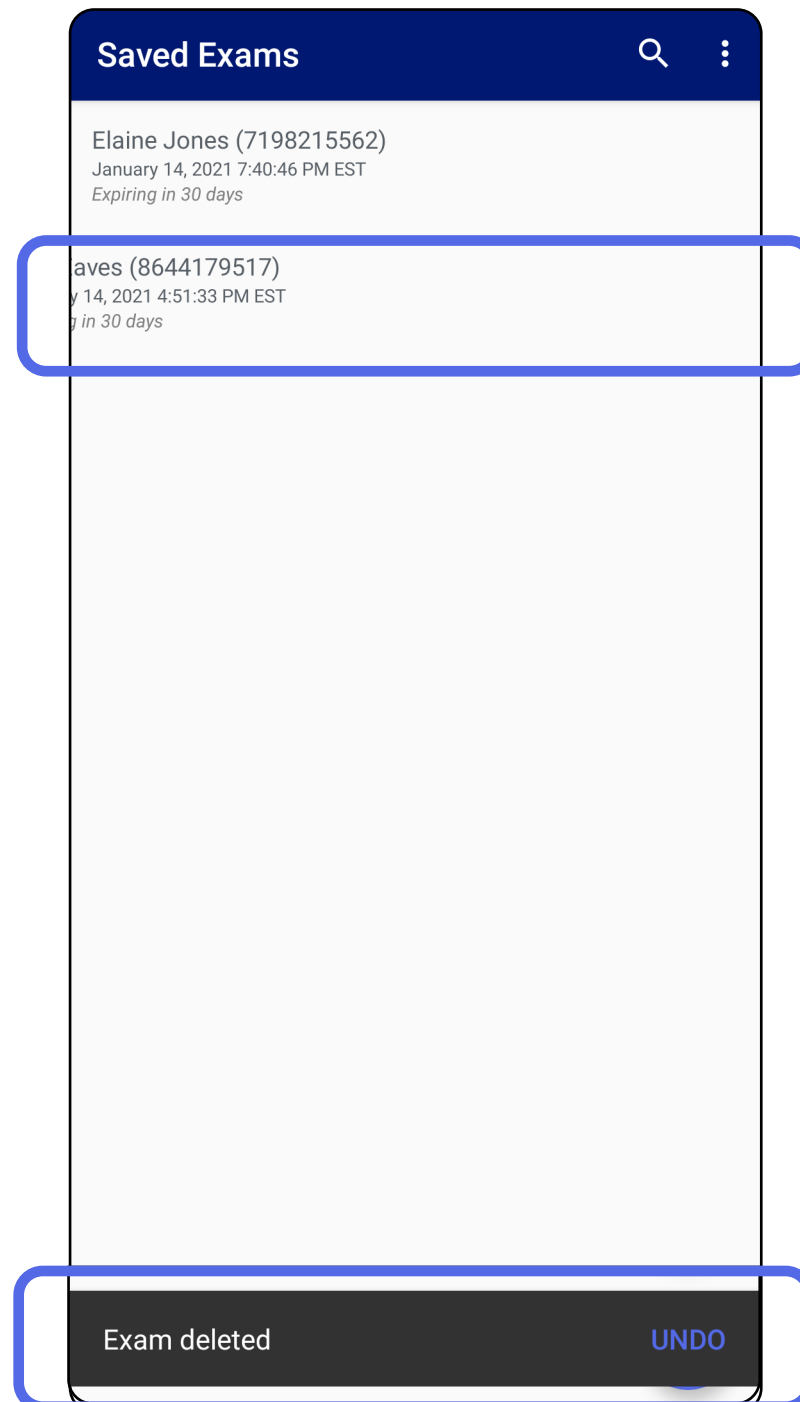 Saved Exams
Elaine Jones (7198215562)
January 14, 2021 7:40:46 PM EST
Expiring in 30 days
aves (8644179517)
y 14, 2021 4:51:33 PM EST
g in 30 days
Exam deleted UNDO